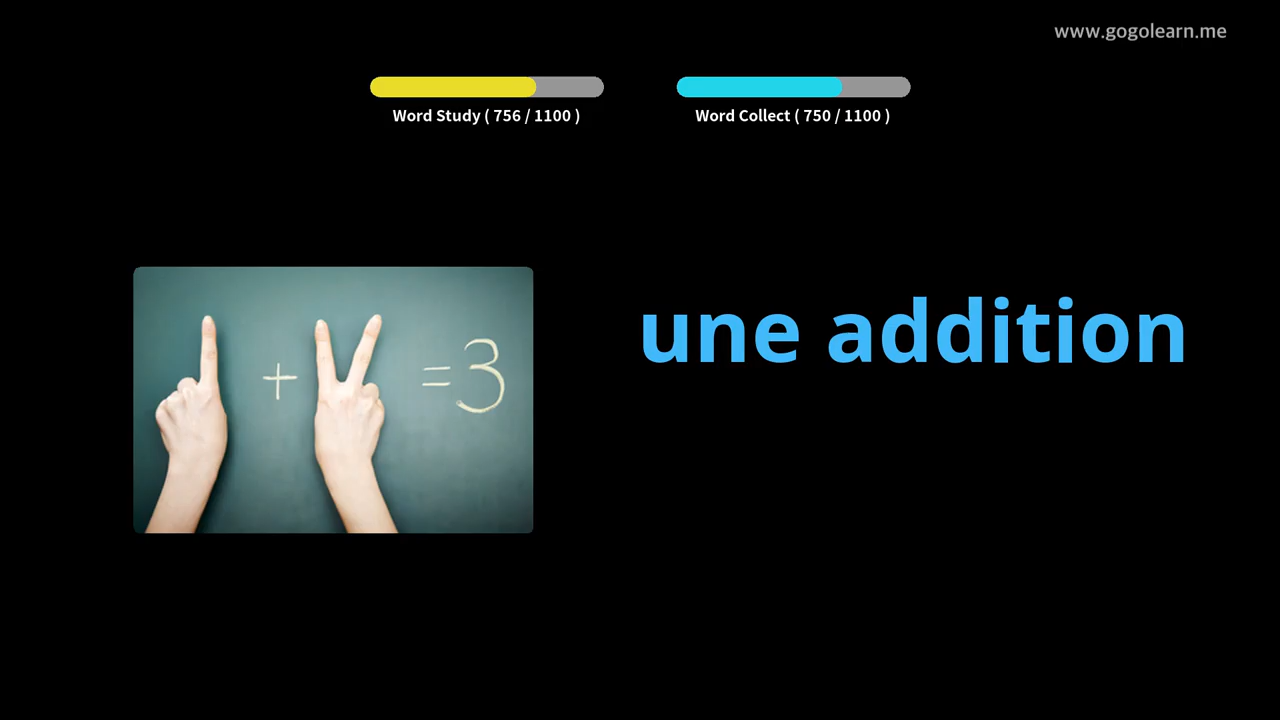 www.gogolearn.me
Word Study ( 756 / 1100 )
Word Collect ( 750 / 1100 )
une addition
+ = 3